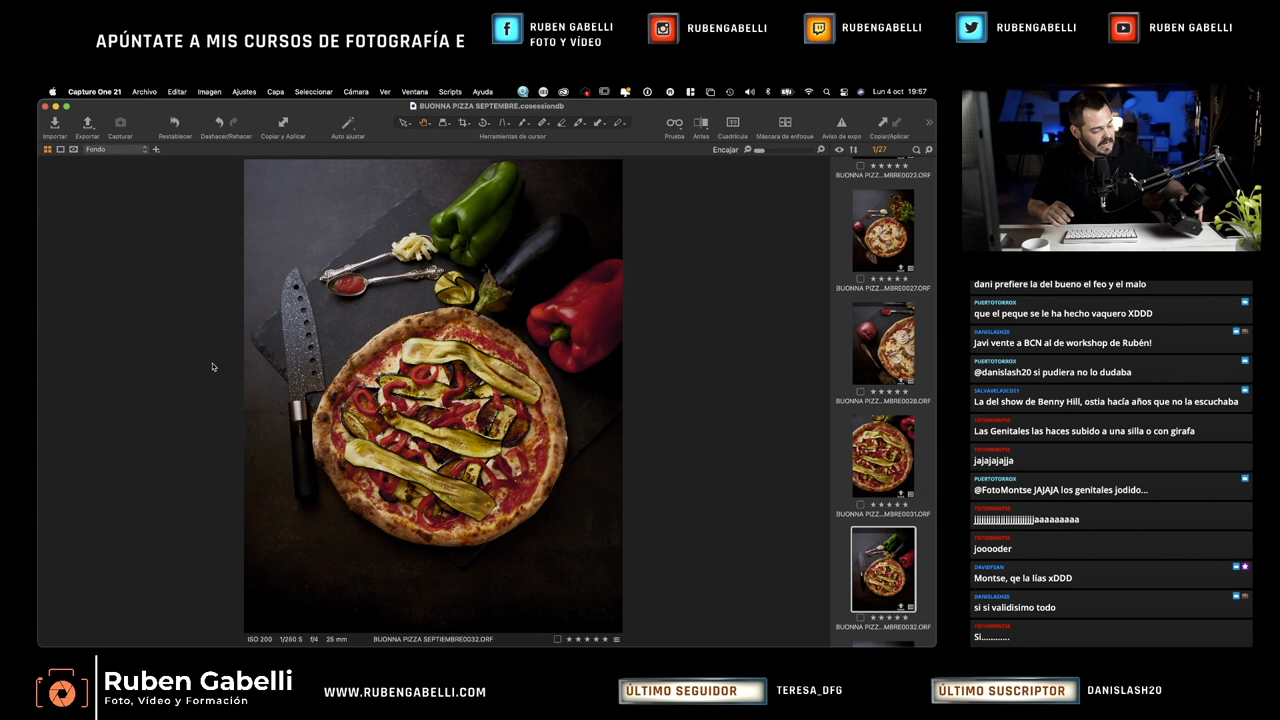 APÚNTATE A MIS CURSOS DE FOTOGRAFÍA E
RUBEN GABELLI
FOTO Y VÍDEO
RUBENGABELLI
RUBENGABELLI
RUBENGABELLI
RUBEN GABELLI
Capture One 21 Archivo Editar Imagen Ajustes Capa Seleccionar Cámara Ver Ventana Scripts Ayuda
Lun 4 oct 19:57
BUONNA PIZZA SEPTEMBRE.cosessiondb
Importar Exportar Capturar Restablecer Deshacer/Rehacer Copiar y Aplicar Auto ajustar Herramientas de cursor Prueba Antes Cuadrícula Máscara de enfoque Aviso de expo Copiar/Aplicar
Fondo
Encajar
1/27
BUONNA PIZZ...MBRE0022.ORF
BUONNA PIZZ...MBRE0027.ORF
BUONNA PIZZ...MBRE0028.ORF
BUONNA PIZZ...MBRE0031.ORF
BUONNA PIZZ...MBRE0032.ORF
ISO 200 1/260 S f/4 25 mm BUONNA PIZZA SEPTIEMBRE0032.ORF
dani prefiere la del bueno el feo y el malo
PUERTOTORROX
que el peque se le ha hecho vaquero XDDD
DANISLASH20
Javi vente a BCN al de workshop de Rubén!
PUERTOTORROX
@danislash20 si pudiera no lo dudaba
SALVAVELASCO21
La del show de Benny Hill, ostia hacía años que no la escuchaba
FOTOMONTSE
Las Genitales las haces subido a una silla o con girafa
FOTOMONTSE
jajajajajja
PUERTOTORROX
@FotoMontse JAJAJA los genitales jodido...
FOTOMONTSE
FOTOMONTSE
jooooder
DAVIDFSAN
Montse, qe la lías xDDD
DANISLASH20
si si validisimo todo
FOTOMONTSE
Si............
Ruben Gabelli
Foto, Vídeo y Formación
WWW.RUBENGABELLI.COM
ÚLTIMO SEGUIDOR
TERESA_DFG
ÚLTIMO SUSCRIPTOR
DANISLASH20